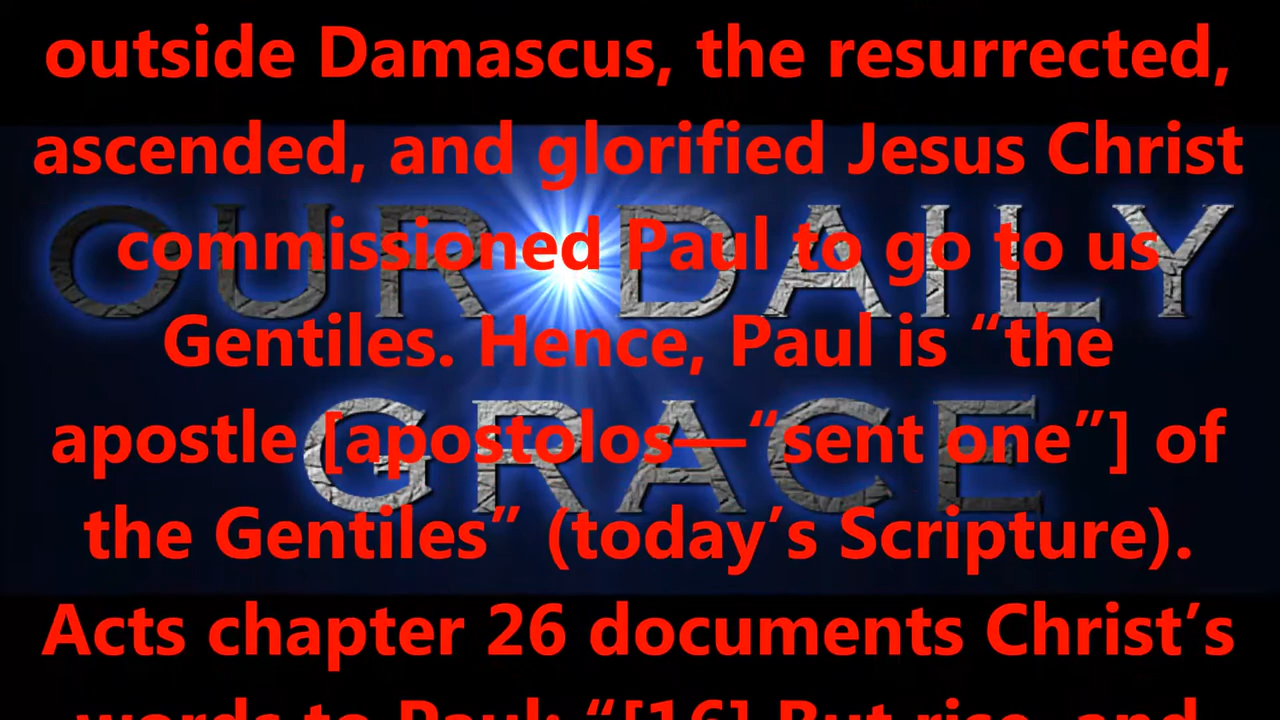 outside Damascus, the resurrected,
ascended, and glorified Jesus Christ
OUR DAILY
commissioned Paul to go to us
Gentiles. Hence, Paul is “the
GRACE
apostle [apostolos—“sent one”] of
the Gentiles” (today’s Scripture).
Acts chapter 26 documents Christ’s
words to Paul: “[16] But rise, and